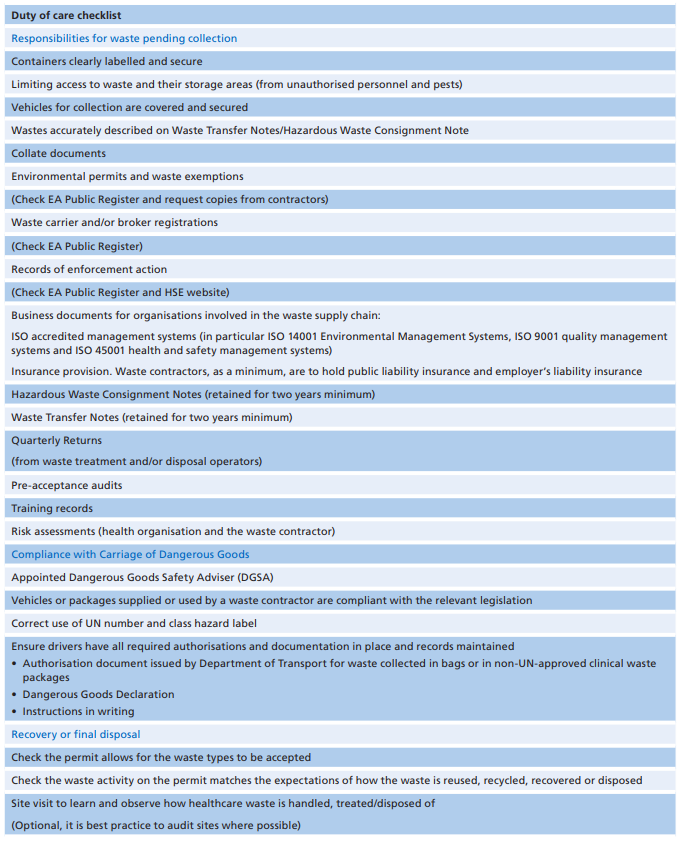 Duty of care checklist
Responsibilities for waste pending collection
Containers clearly labelled and secure
Limiting access to waste and their storage areas (from unauthorised personnel and pests)
Vehicles for collection are covered and secured
Wastes accurately described on Waste Transfer Notes/Hazardous Waste Consignment Note
Collate documents
Environmental permits and waste exemptions
(Check EA Public Register and request copies from contractors)
Waste carrier and/or broker registrations
(Check EA Public Register)
Records of enforcement action
(Check EA Public Register and HSE website)
Business documents for organisations involved in the waste supply chain:
ISO accredited management systems (in particular ISO 14001 Environmental Management Systems, ISO 9001 quality management
systems and ISO 45001 health and safety management systems)
Insurance provision. Waste contractors, as a minimum, are to hold public liability insurance and employer's liability insurance
Hazardous Waste Consignment Notes (retained for two years minimum)
Waste Transfer Notes (retained for two years minimum)
Quarterly Returns
(from waste treatment and/or disposal operators)
Pre-acceptance audits
Training records
Risk assessments (health organisation and the waste contractor)
Compliance with Carriage of Dangerous Goods
Appointed Dangerous Goods Safety Adviser (DGSA)
Vehicles or packages supplied or used by a waste contractor are compliant with the relevant legislation
Correct use of UN number and class hazard label
Ensure drivers have all required authorisations and documentation in place and records maintained
• Authorisation document issued by Department of Transport for waste collected in bags or in non-UN-approved clinical waste
packages
• Dangerous Goods Declaration
• Instructions in writing
Recovery or final disposal
Check the permit allows for the waste types to be accepted
Check the waste activity on the permit matches the expectations of how the waste is reused, recycled, recovered or disposed
Site visit to learn and observe how healthcare waste is handled, treated/disposed of
(Optional, it is best practice to audit sites where possible)